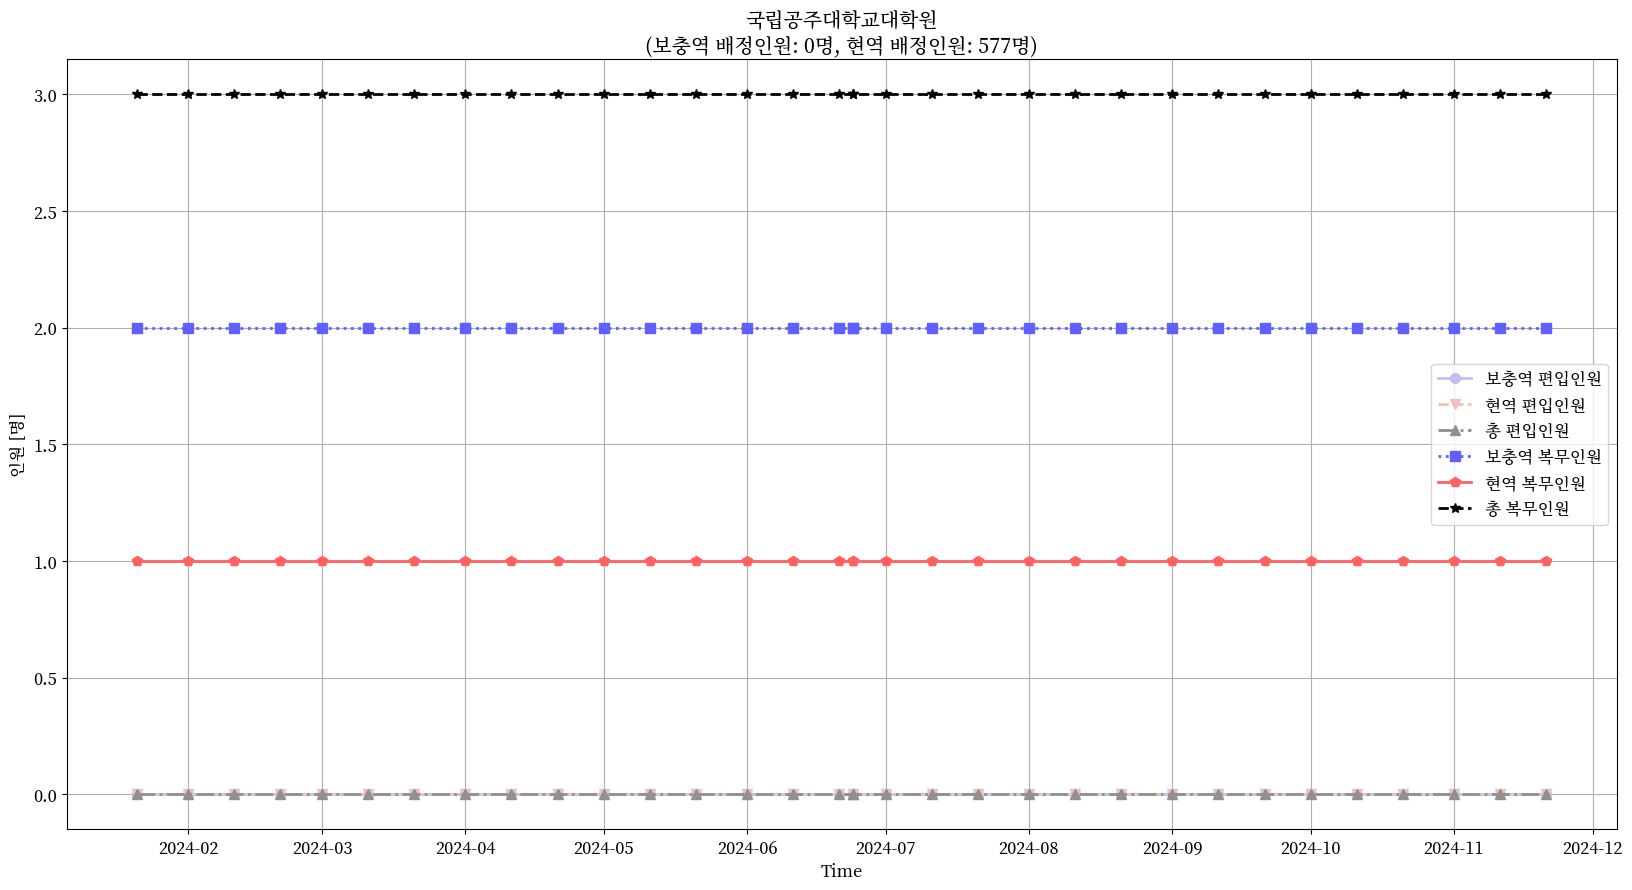 국립공주대학교대학원
(보충역 배정인원: 0명, 현역 배정인원: 577명)
3.0
2.5
2.0
1.5
1.0
0.5
0.0
인원 [명]
보충역 편입인원
현역 편입인원
총 편입인원
보충역 복무인원
현역 복무인원
총 복무인원
2024-02
2024-03
2024-04
2024-05
2024-06
2024-07
2024-08
2024-09
2024-10
2024-11
2024-12
Time